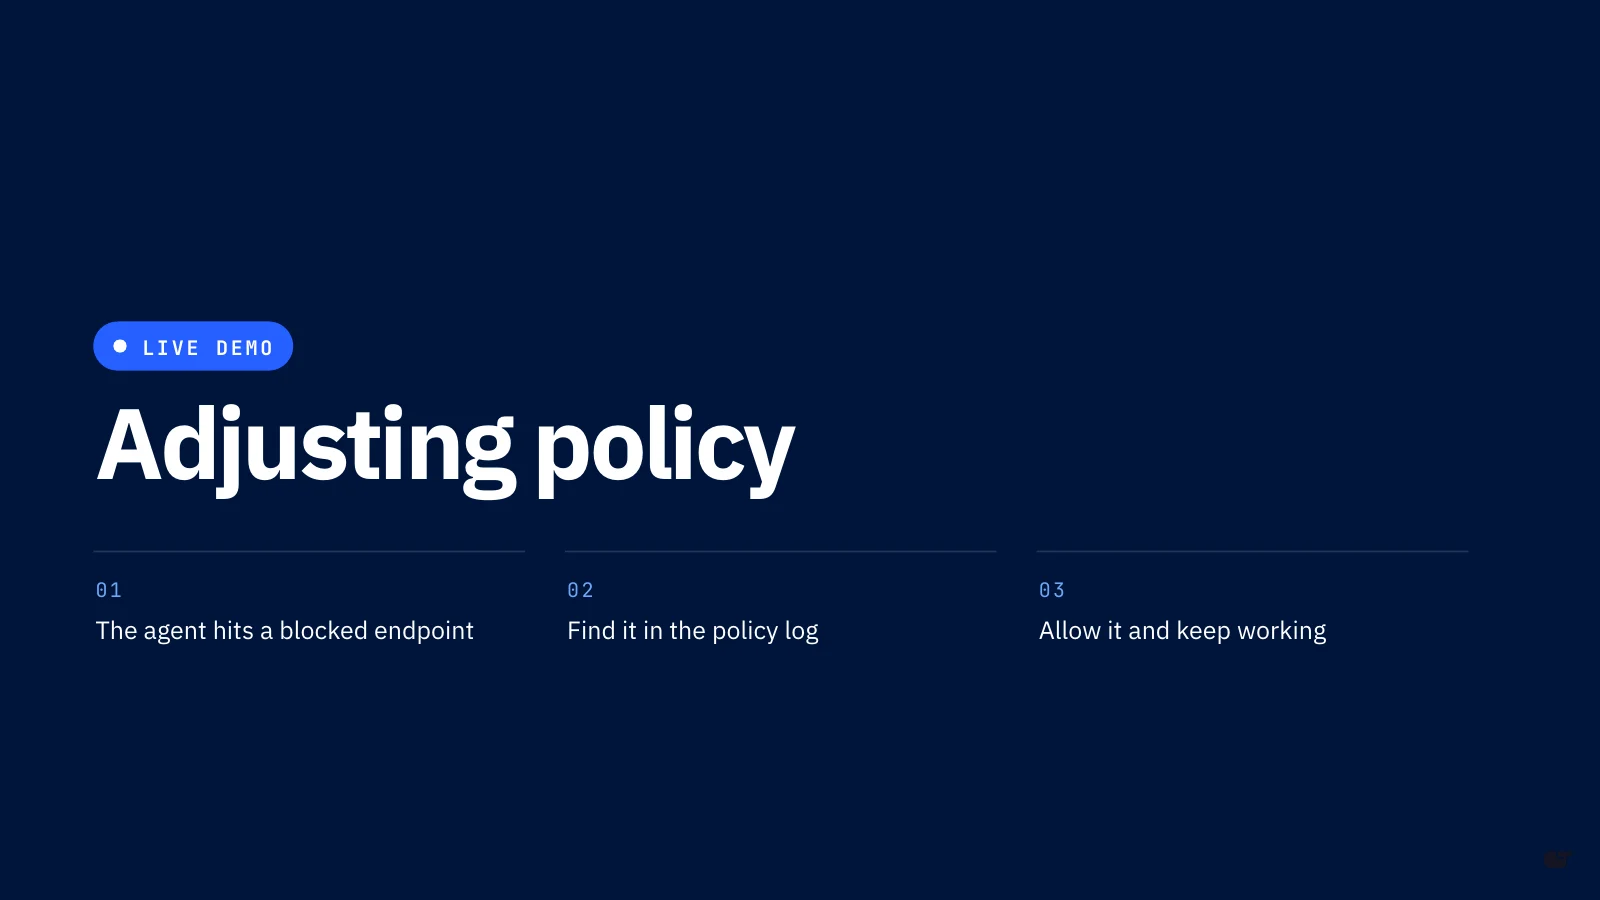 LIVE DEMO
Adjusting policy
01
The agent hits a blocked endpoint
02
Find it in the policy log
03
Allow it and keep working